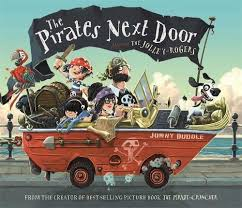 The Pirates Next Door
THE JOLLEY-ROGERS
JONNY DUDDLE
FROM THE CREATOR OF BEST-SELLING PICTURE BOOK THE PIRATE-CRUNCHER